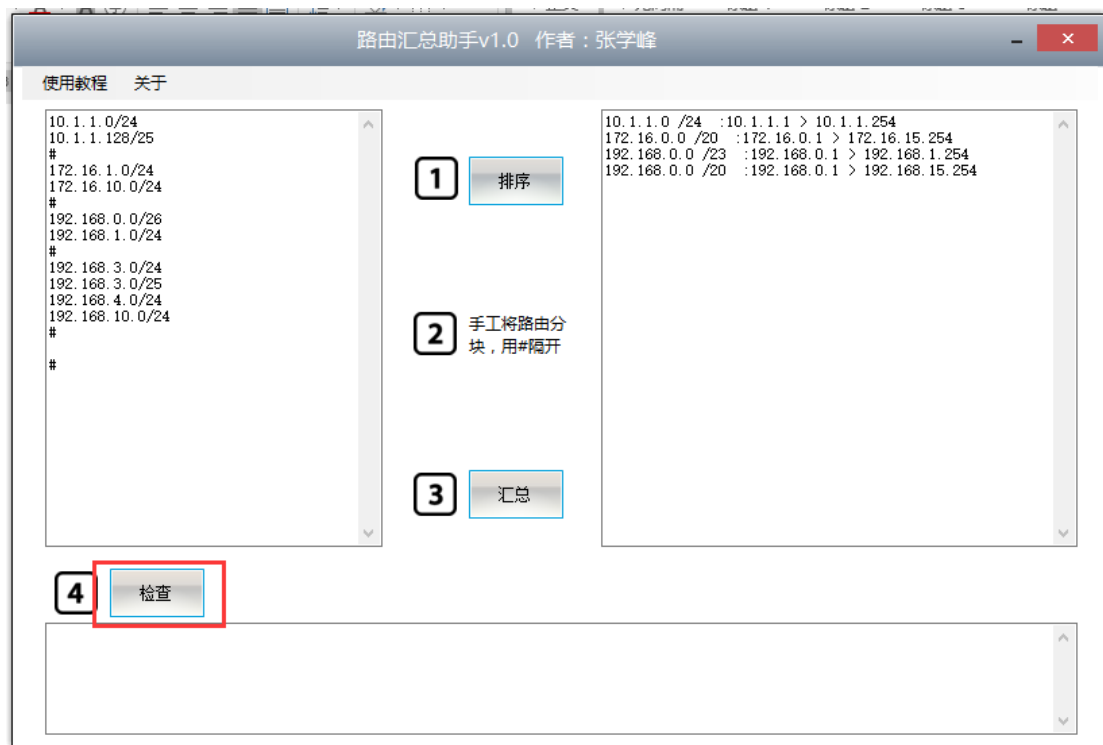 路由汇总助手v1.0 作者：张学峰
使用教程 关于
10.1.1.0/24
10.1.1.128/25
#
172.16.1.0/24
172.16.10.0/24
#
192.168.0.0/26
192.168.1.0/24
#
192.168.3.0/24
192.168.3.0/25
192.168.4.0/24
192.168.10.0/24
#
#
1 排序
2 手工将路由分
块，用#隔开
3 汇总
10.1.1.0 /24 :10.1.1.1 > 10.1.1.254
172.16.0.0 /20 :172.16.0.1 > 172.16.15.254
192.168.0.0 /23 :192.168.0.1 > 192.168.1.254
192.168.0.0 /20 :192.168.0.1 > 192.168.15.254
4 检查